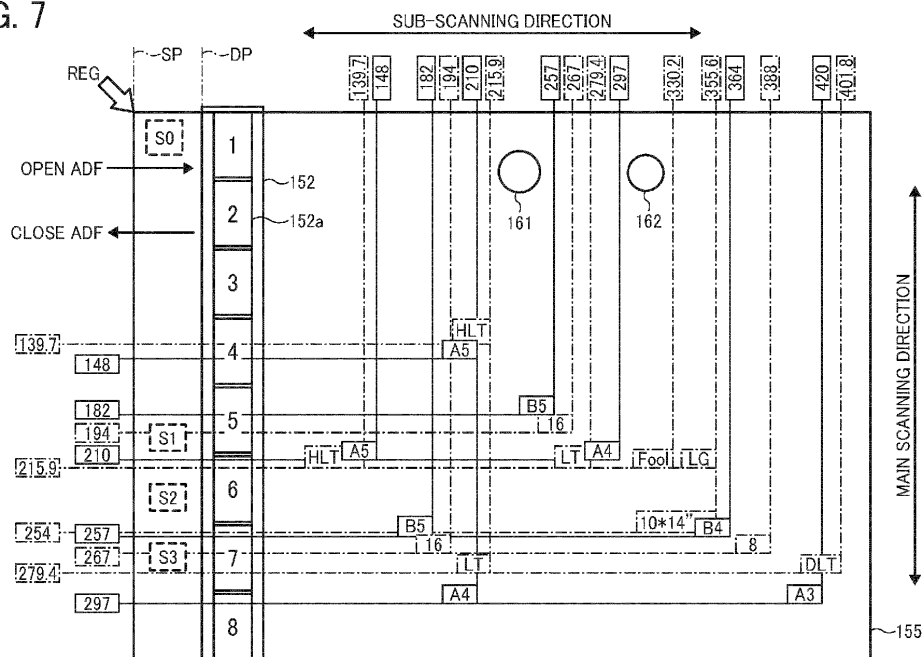 G. 7
SUB-SCANNING DIRECTION
SP
DP
REG
139.7
148
182
194
210
215.9
257
267
279.4
297
330.2
355.6
364
388
420
401.8
S0
1
OPEN ADF
152
161
162
2
152a
CLOSE ADF
3
MAIN SCANNING DIRECTION
HLT
139.7
4
A5
148
B5
182
5
16
194
S1
210
HLT
A5
LT
A4
Fool
LG
215.9
6
S2
10*14"
B5
B4
254
257
16
8
267
S3
7
LT
DLT
279.4
A4
A3
297
8
155